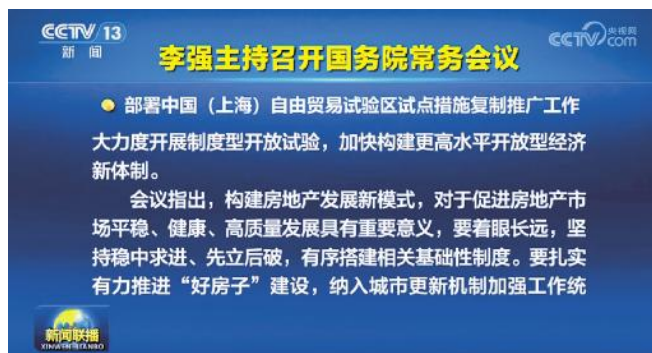 CCTV 13
新闻
央视网
CCTV com
李强主持召开国务院常务会议
部署中国（上海）自由贸易试验区试点措施复制推广工作
大力度开展制度型开放试验，加快构建更高水平开放型经济
新体制。
会议指出，构建房地产发展新模式，对于促进房地产市
场平稳、健康、高质量发展具有重要意义，要着眼长远，坚
持稳中求进、先立后破，有序搭建相关基础性制度。要扎实
有力推进“好房子”建设，纳入城市更新机制加强工作统
新闻联播
XINWEN LIANBO